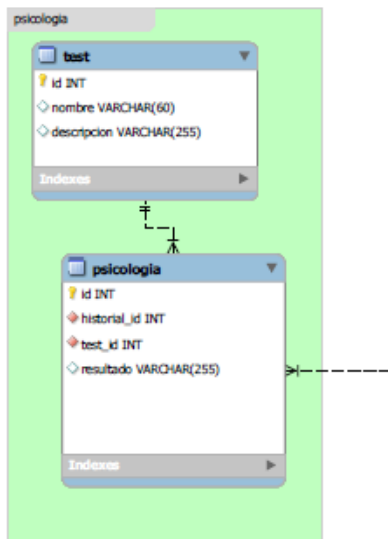 psicologia
test
id INT
nombre VARCHAR(60)
descripcion VARCHAR(255)
Indexes
psicologia
id INT
historial_id INT
test_id INT
resultado VARCHAR(255)
Indexes